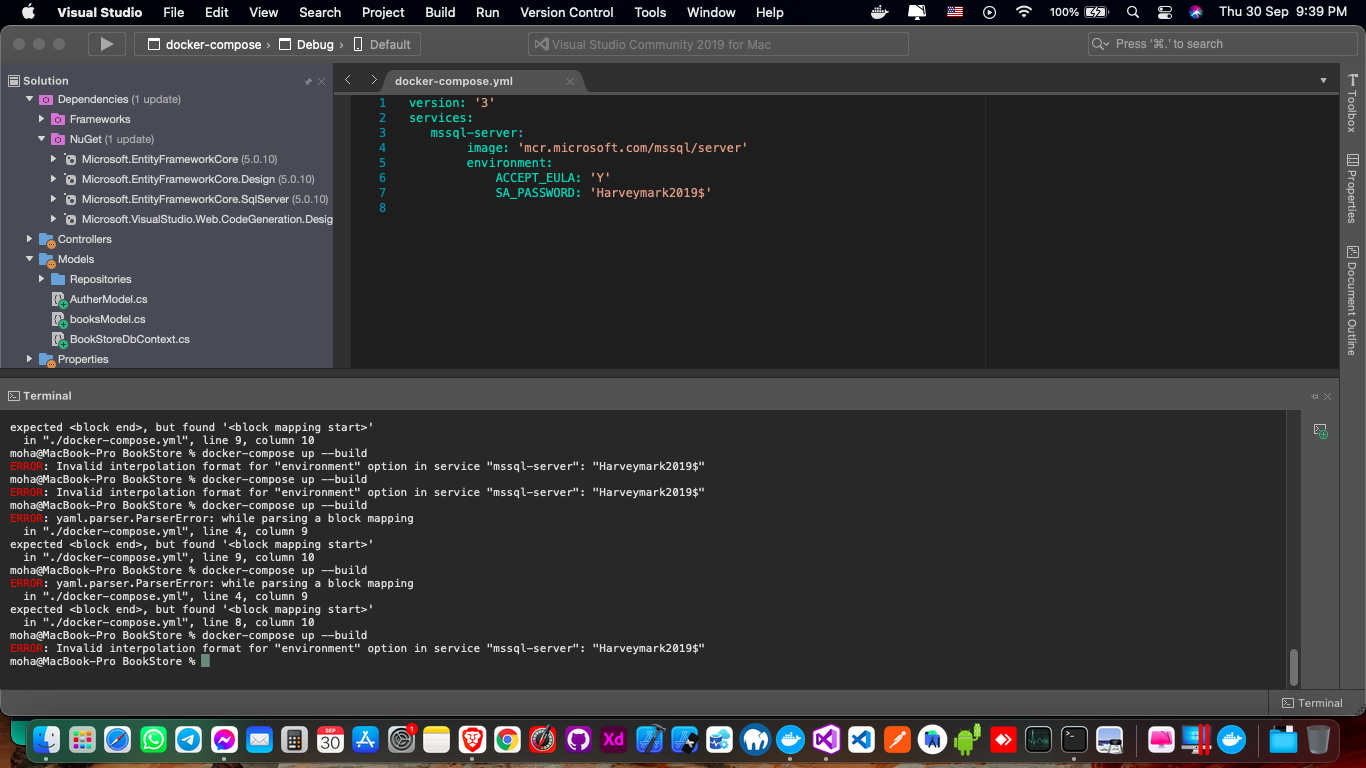 Visual Studio File Edit View Search Project Build Run Version Control Tools Window Help 100% Thu 30 Sep 9:39 PM
docker-compose › Debug › Default Visual Studio Community 2019 for Mac Press ‘⌘.’ to search
Solution
Dependencies (1 update)
Frameworks
NuGet (1 update)
Microsoft.EntityFrameworkCore (5.0.10)
Microsoft.EntityFrameworkCore.Design (5.0.10)
Microsoft.EntityFrameworkCore.SqlServer (5.0.10)
Microsoft.VisualStudio.Web.CodeGeneration.Desig
Controllers
Models
Repositories
AutherModel.cs
booksModel.cs
BookStoreDbContext.cs
Properties
docker-compose.yml
1 version: '3'
2 services:
3 mssql-server:
4 image: 'mcr.microsoft.com/mssql/server'
5 environment:
6 ACCEPT_EULA: 'Y'
7 SA_PASSWORD: 'Harveymark2019$'
8
Toolbox
Properties
Document Outline
Terminal
expected <block end>, but found '<block mapping start>'
in "./docker-compose.yml", line 9, column 10
moha@MacBook-Pro BookStore % docker-compose up --build
ERROR: Invalid interpolation format for "environment" option in service "mssql-server": "Harveymark2019$"
moha@MacBook-Pro BookStore % docker-compose up --build
ERROR: Invalid interpolation format for "environment" option in service "mssql-server": "Harveymark2019$"
moha@MacBook-Pro BookStore % docker-compose up --build
ERROR: yaml.parser.ParserError: while parsing a block mapping
in "./docker-compose.yml", line 4, column 9
expected <block end>, but found '<block mapping start>'
in "./docker-compose.yml", line 9, column 10
moha@MacBook-Pro BookStore % docker-compose up --build
ERROR: yaml.parser.ParserError: while parsing a block mapping
in "./docker-compose.yml", line 4, column 9
expected <block end>, but found '<block mapping start>'
in "./docker-compose.yml", line 8, column 10
moha@MacBook-Pro BookStore % docker-compose up --build
ERROR: Invalid interpolation format for "environment" option in service "mssql-server": "Harveymark2019$"
moha@MacBook-Pro BookStore %
Terminal
SEP
30
1
Xd